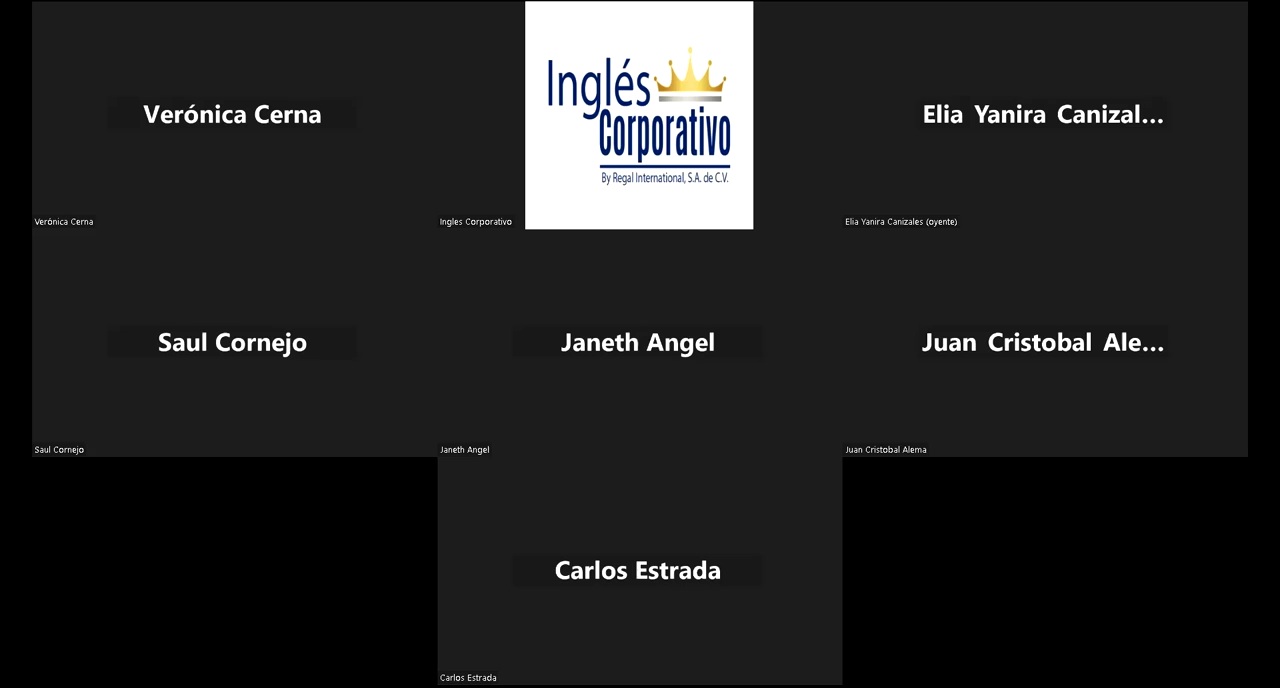 Verónica Cerna
Verónica Cerna
Inglés
Corporativo
By Regal International, S.A. de C.V.
Ingles Corporativo
Elia Yanira Canizal...
Elia Yanira Canizales (oyente)
Saul Cornejo
Saul Cornejo
Janeth Angel
Janeth Angel
Juan Cristobal Ale...
Juan Cristobal Alema
Carlos Estrada
Carlos Estrada